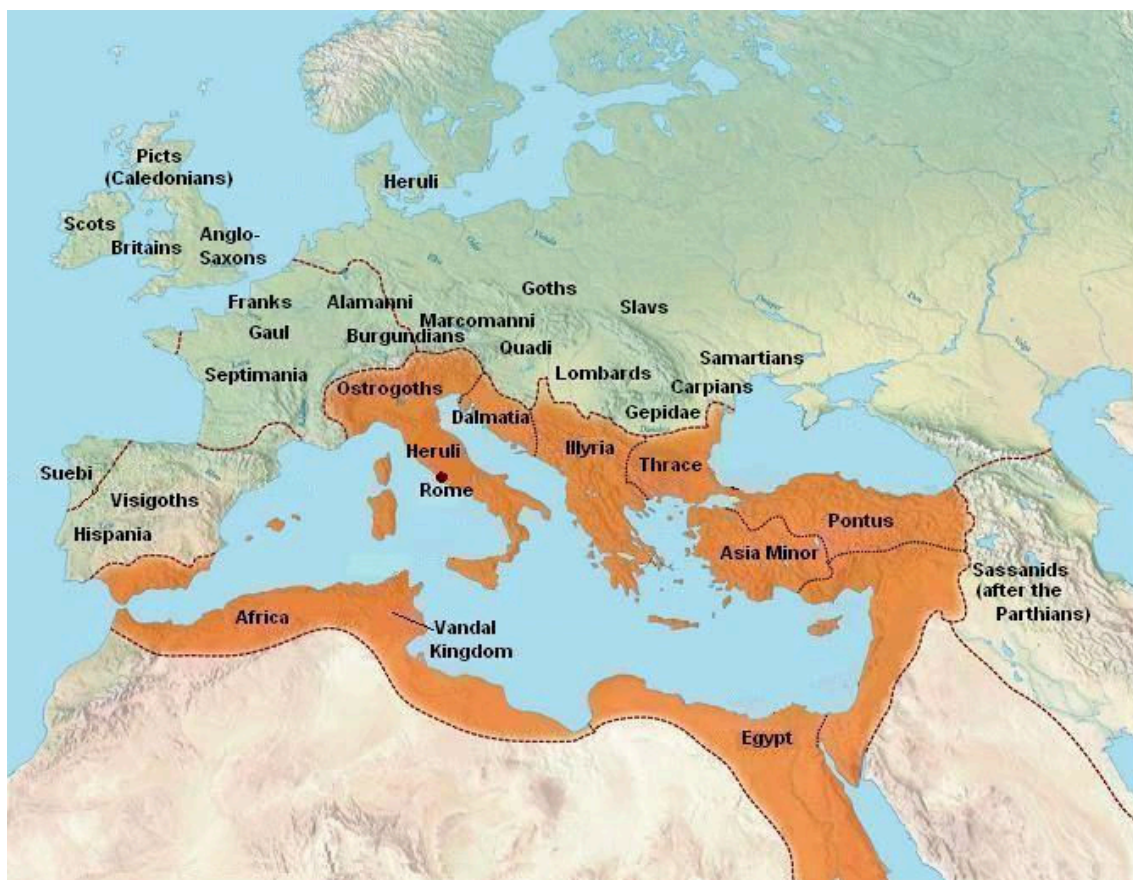 Picts
(Caledonians)
Heruli
Scots
Britains
Anglo-
Saxons
Franks
Alamanni
Goths
Slavs
Gaul
Burgundians
Marcomanni
Quadi
Septimania
Ostrogoths
Lombards
Samartians
Carpians
Gepidae
Dalmatia
Illyria
Thrace
Heruli
Rome
Suebi
Visigoths
Hispania
Pontus
Asia Minor
Sassanids
(after the
Parthians)
Africa
Vandal
Kingdom
Egypt